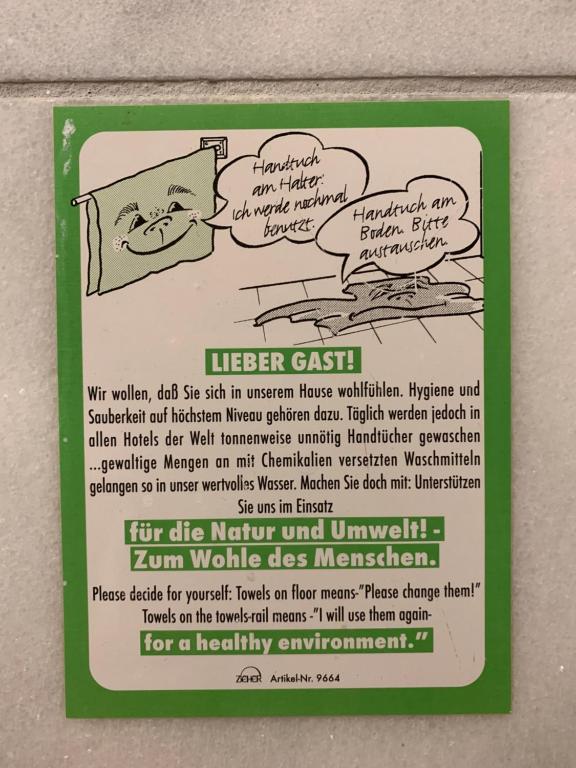 Handtuch
am Halter:
Ich werde nochmal
benutzt.
Handtuch am
Boden. Bitte
austauschen.
LIEBER GAST!
Wir wollen, daß Sie sich in unserem Hause wohlfühlen. Hygiene und
Sauberkeit auf höchstem Niveau gehören dazu. Täglich werden jedoch in
allen Hotels der Welt tonnenweise unnötig Handtücher gewaschen
...gewaltige Mengen an mit Chemikalien versetzten Waschmitteln
gelangen so in unser wertvolles Wasser. Machen Sie doch mit: Unterstützen
Sie uns im Einsatz
für die Natur und Umwelt! -
Zum Wohle des Menschen.
Please decide for yourself: Towels on floor means-"Please change them!"
Towels on the towels-rail means -"I will use them again-
for a healthy environment."
ZIEHER Artikel-Nr. 9664